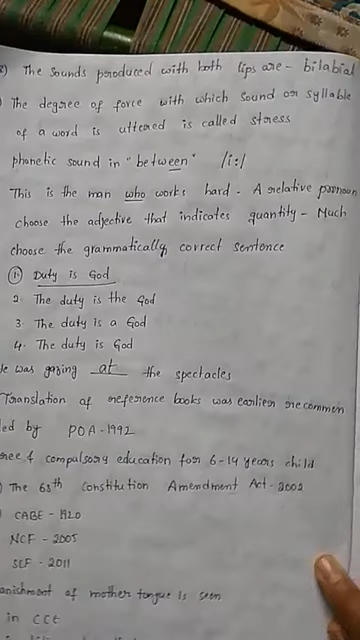 The sounds produced with both lips are - bilabial
The degree of force with which sound or syllable
of a word is uttered is called stress
phonetic sound in "between" /i:/
This is the man who works hard - A relative pronoun
choose the adjective that indicates quantity - Much
choose the grammatically correct sentence
① Duty is God
2. The duty is the God
3. The duty is a God
4. The duty is God
He was gazing at the spectacles
Translation of reference books was earlier recommen
ded by POA-1992
free & compulsory education for 6-14 years child
The 86th Constitution Amendment Act-2002
CABE - 1920
NCF - 2005
SCF - 2011
of mother tongue is seen
in CCE